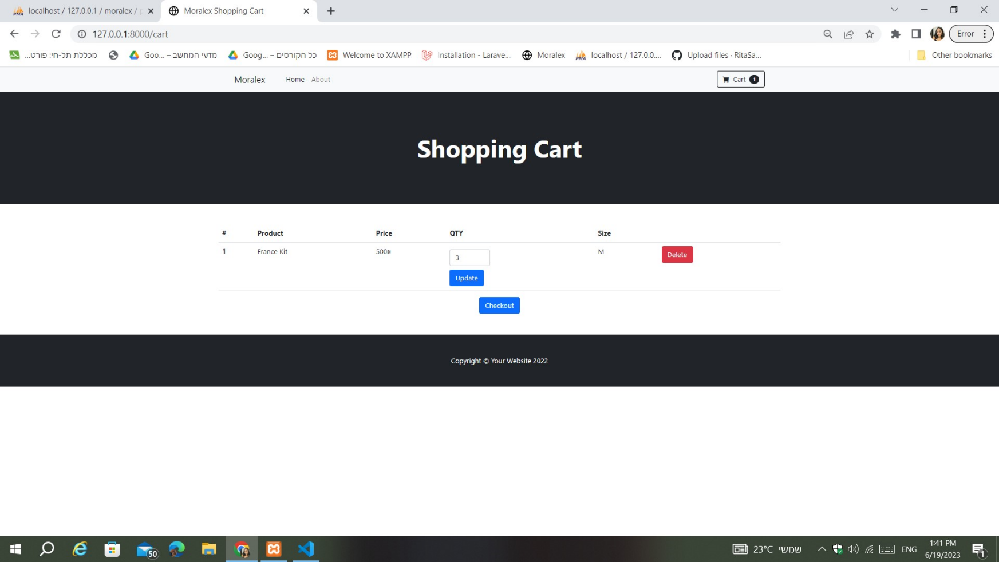 localhost / 127.0.0.1 / moralex /
Moralex Shopping Cart
127.0.0.1:8000/cart
Error
מכללת תל-חי: פורט...
מדעי המחשב – Goo...
כל הקורסים – Goog...
Welcome to XAMPP
Installation - Larave...
Moralex
localhost / 127.0.0....
Upload files · RitaSa...
Other bookmarks
Moralex
Home
About
Cart 1
Shopping Cart
# Product Price QTY Size
1 France Kit 500₪ 3 M Delete
Update
Checkout
Copyright © Your Website 2022
50
23°C שמשי
ENG
1:41 PM
6/19/2023
1